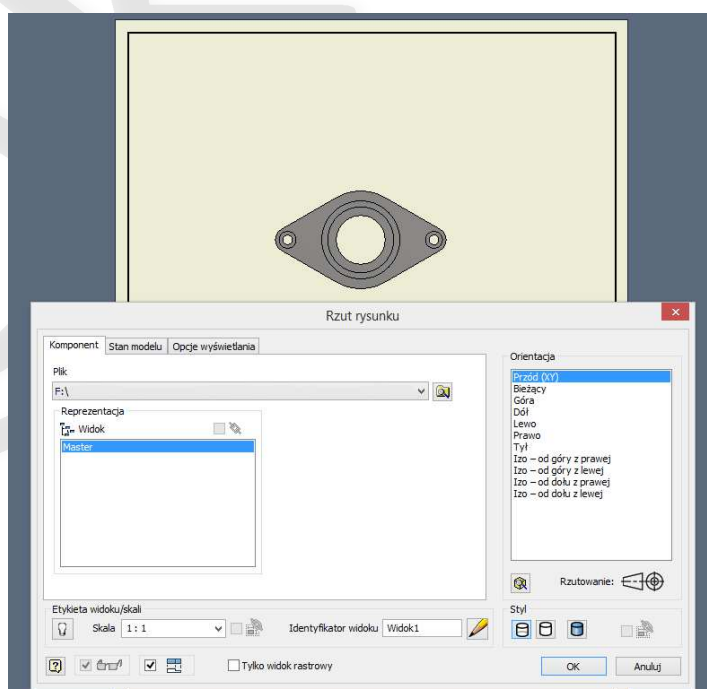 Rzut rysunku
Komponent Stan modelu Opcje wyświetlania
Plik
F:\
Reprezentacja
Widok
Master
Orientacja
Przód (XY)
Bieżący
Góra
Dół
Lewo
Prawo
Tył
Izo – od góry z prawej
Izo – od góry z lewej
Izo – od dołu z prawej
Izo – od dołu z lewej
Rzutowanie:
Etykieta widoku/skali
Skala 1 : 1 Identyfikator widoku Widok1
Styl
Tylko widok rastrowy
OK Anuluj